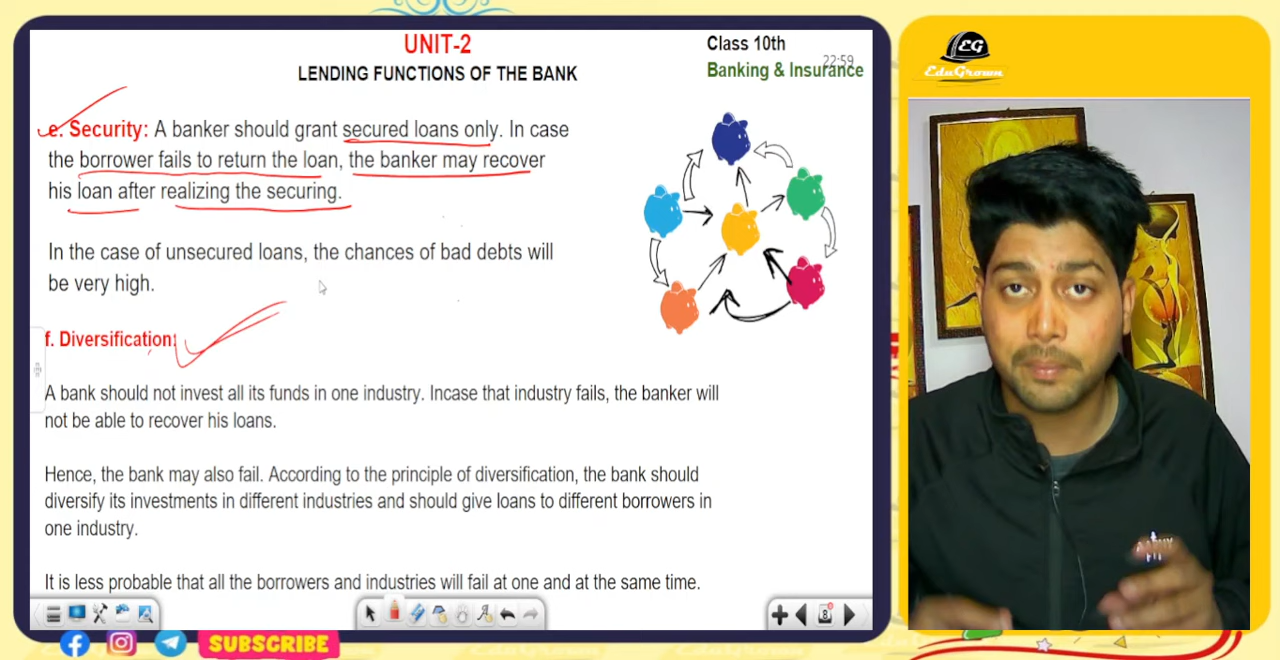 UNIT-2
LENDING FUNCTIONS OF THE BANK
Class 10th
22:59
Banking & Insurance
EG
EduGrown
e. Security: A banker should grant secured loans only. In case
the borrower fails to return the loan, the banker may recover
his loan after realizing the securing.
In the case of unsecured loans, the chances of bad debts will
be very high.
f. Diversification:
A bank should not invest all its funds in one industry. Incase that industry fails, the banker will
not be able to recover his loans.
Hence, the bank may also fail. According to the principle of diversification, the bank should
diversify its investments in different industries and should give loans to different borrowers in
one industry.
It is less probable that all the borrowers and industries will fail at one and at the same time.
8
SUBSCRIBE